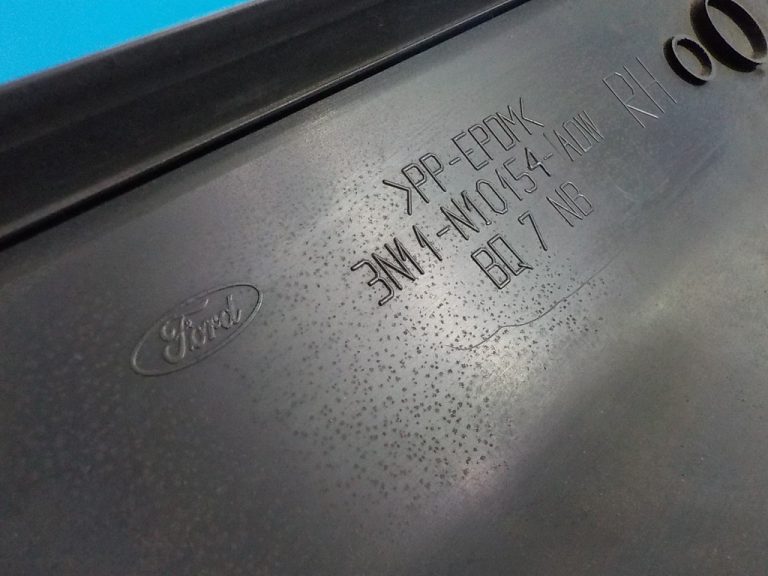 >PP-EPDM<
3N11-N10154-ADW RH
BQ 7 NB
Ford